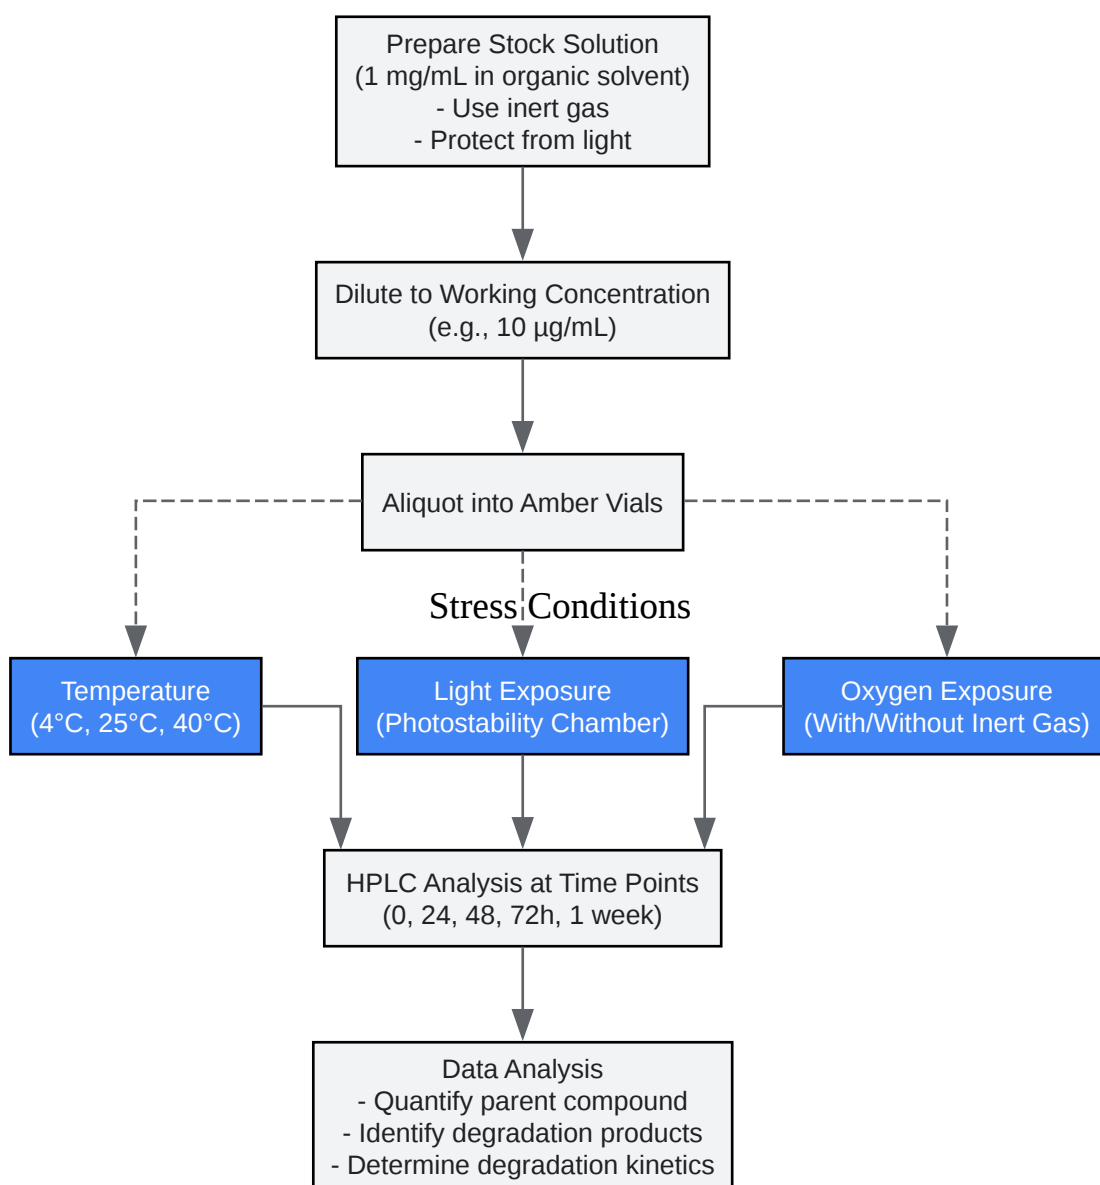 Prepare Stock Solution
(1 mg/mL in organic solvent)
- Use inert gas
- Protect from light
Dilute to Working Concentration
(e.g., 10 µg/mL)
Aliquot into Amber Vials
Stress Conditions
Temperature
(4°C, 25°C, 40°C)
Light Exposure
(Photostability Chamber)
Oxygen Exposure
(With/Without Inert Gas)
HPLC Analysis at Time Points
(0, 24, 48, 72h, 1 week)
Data Analysis
- Quantify parent compound
- Identify degradation products
- Determine degradation kinetics